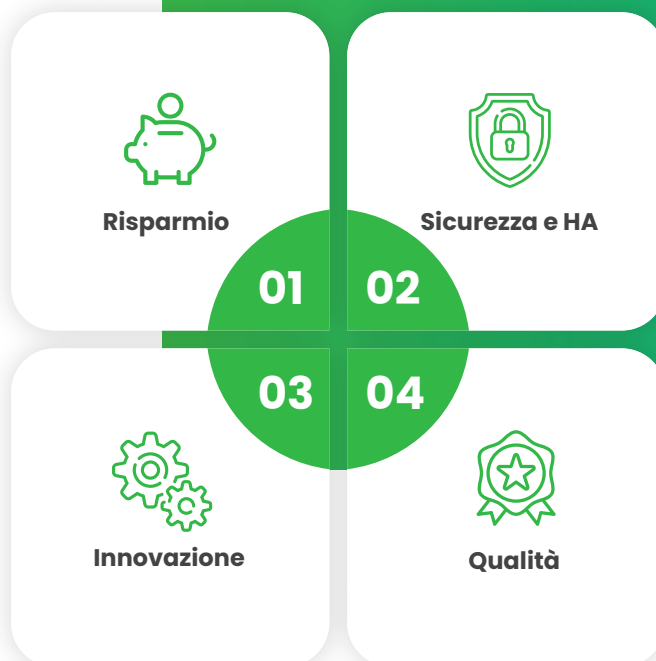 Risparmio
Sicurezza e HA
01
02
03
04
Innovazione
Qualità